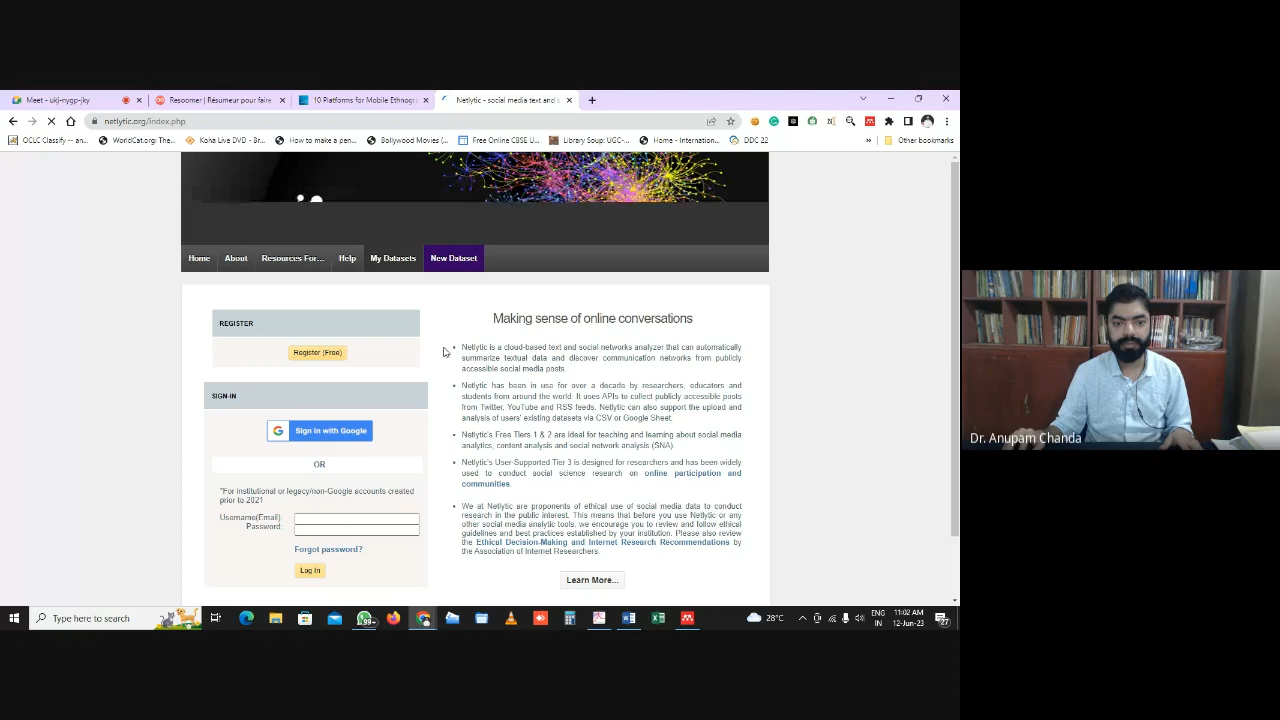 Meet - ukj-nygp-jky
Resoomer | Résumeur pour faire
10 Platforms for Mobile Ethnogra
Netlytic - social media text and s
netlytic.org/index.php
OCLC Classify -- an...
WorldCat.org: The...
Koha Live DVD - Br...
How to make a pen...
Bollywood Movies (...
Free Online CBSE U...
Library Soup: UGC-...
Home - Internation...
DDC 22
Other bookmarks
Home
About
Resources For...
Help
My Datasets
New Dataset
REGISTER
Register (Free)
SIGN-IN
Sign in with Google
OR
*For institutional or legacy/non-Google accounts created
prior to 2021
Username(Email):
Password:
Forgot password?
Log In
Making sense of online conversations
Netlytic is a cloud-based text and social networks analyzer that can automatically
summarize textual data and discover communication networks from publicly
accessible social media posts.
Netlytic has been in use for over a decade by researchers, educators and
students from around the world. It uses APIs to collect publicly accessible posts
from Twitter, YouTube and RSS feeds. Netlytic can also support the upload and
analysis of users' existing datasets via CSV or Google Sheet.
Netlytic's Free Tiers 1 & 2 are ideal for teaching and learning about social media
analytics, content analysis and social network analysis (SNA).
Netlytic's User-Supported Tier 3 is designed for researchers and has been widely
used to conduct social science research on online participation and
communities.
We at Netlytic are proponents of ethical use of social media data to conduct
research in the public interest. This means that before you use Netlytic or any
other social media analytic tools, we encourage you to review and follow ethical
guidelines and best practices established by your institution. Please also review
the Ethical Decision-Making and Internet Research Recommendations by
the Association of Internet Researchers.
Learn More...
Dr. Anupam Chanda
Type here to search
99+
28°C
ENG
IN
11:02 AM
12-Jun-23
27